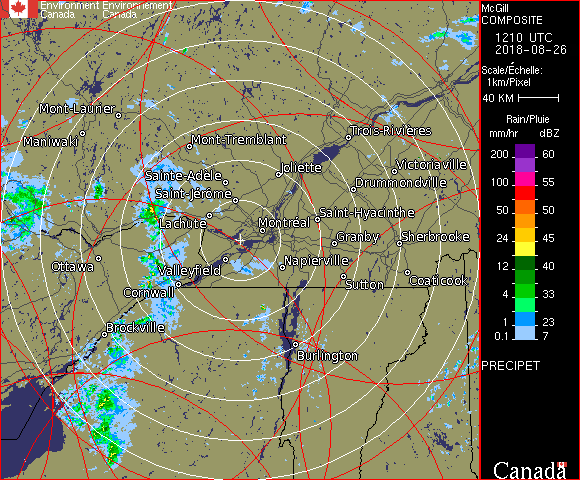 Environment Environnement
Canada Canada
McGill
COMPOSITE
1210 UTC
2018-08-26
Scale/Échelle:
1km/Pixel
40 KM
Rain/Pluie
mm/hr dBZ
200 60
150 55
100 55
50 50
24 45
12 40
4 33
1 23
0.1 7
PRECIPET
Canada
Mont-Laurier
Maniwaki
Mont-Tremblant
Trois-Rivières
Joliette
Victoriaville
Sainte-Adèle
Drummondville
Saint-Jérôme
Lachute
Saint-Hyacinthe
Montréal
Granby
Sherbrooke
Ottawa
Valleyfield
Napierville
Cornwall
Sutton
Coaticook
Brockville
Burlington